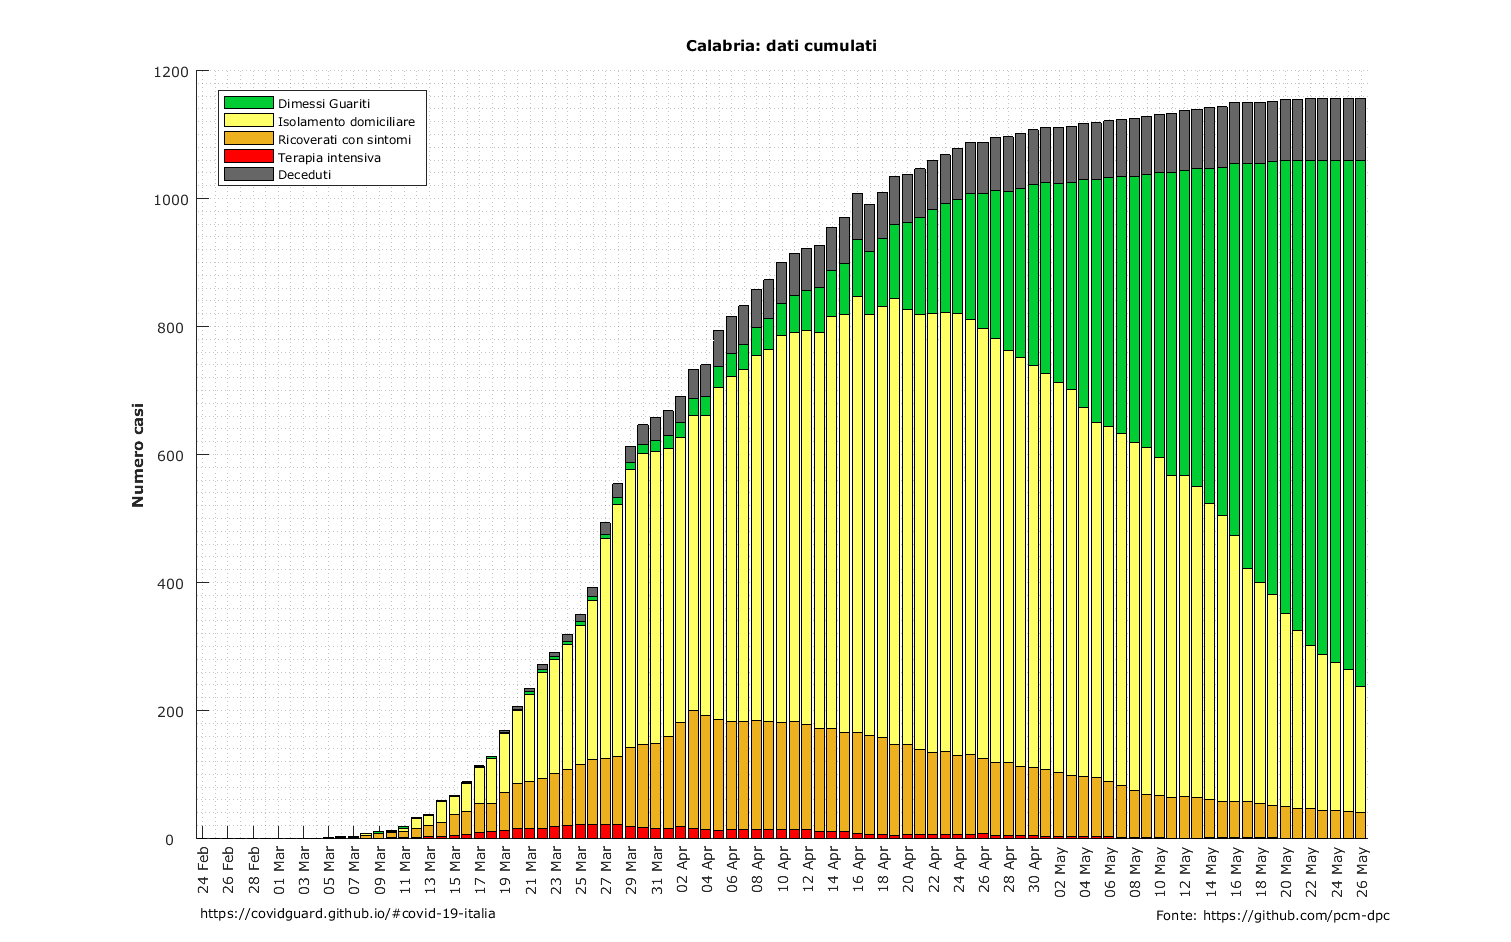 Calabria: dati cumulati
Numero casi
1200
1000
800
600
400
200
0
Dimessi Guariti
Isolamento domiciliare
Ricoverati con sintomi
Terapia intensiva
Deceduti
24 Feb
26 Feb
28 Feb
01 Mar
03 Mar
05 Mar
07 Mar
09 Mar
11 Mar
13 Mar
15 Mar
17 Mar
19 Mar
21 Mar
23 Mar
25 Mar
27 Mar
29 Mar
31 Mar
02 Apr
04 Apr
06 Apr
08 Apr
10 Apr
12 Apr
14 Apr
16 Apr
18 Apr
20 Apr
22 Apr
24 Apr
26 Apr
28 Apr
30 Apr
02 May
04 May
06 May
08 May
10 May
12 May
14 May
16 May
18 May
20 May
22 May
24 May
26 May
https://covidguard.github.io/#covid-19-italia
Fonte: https://github.com/pcm-dpc